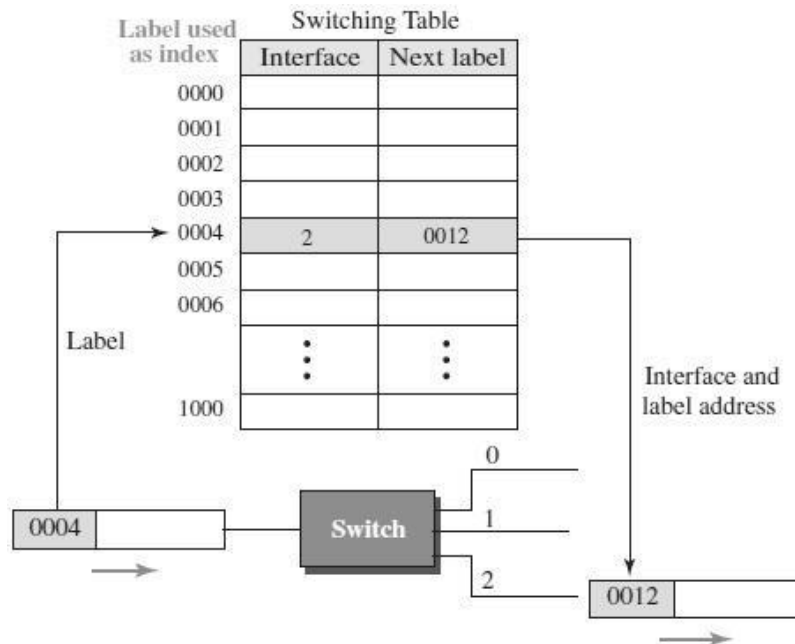 Switching Table
Label used
as index
Interface
Next label
0000
0001
0002
0003
0004
2
0012
0005
0006
1000
Label
Interface and
label address
0
1
2
0004
Switch
0012